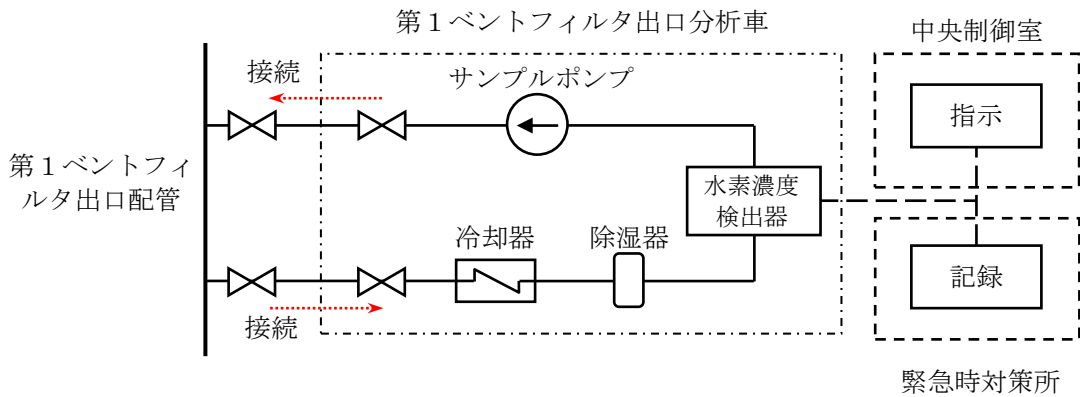 第１ベントフィルタ出口分析車
中央制御室
接続
サンプルポンプ
指示
第１ベントフィ
ルタ出口配管
水素濃度
検出器
冷却器
除湿器
記録
接続
緊急時対策所